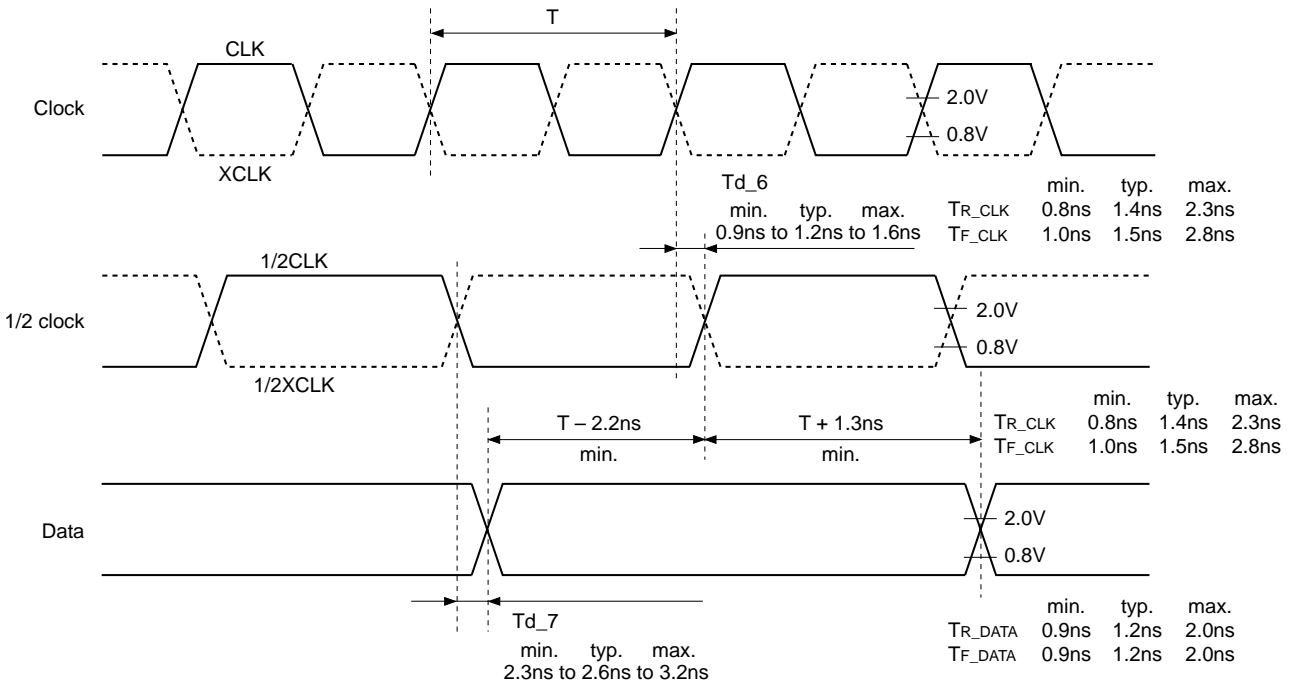 T
CLK
Clock
2.0V
0.8V
XCLK
Td_6
min. typ. max.
0.9ns to 1.2ns to 1.6ns
min. typ. max.
TR_CLK 0.8ns 1.4ns 2.3ns
TF_CLK 1.0ns 1.5ns 2.8ns
1/2CLK
1/2 clock
2.0V
0.8V
1/2XCLK
min. typ. max.
TR_CLK 0.8ns 1.4ns 2.3ns
TF_CLK 1.0ns 1.5ns 2.8ns
T – 2.2ns
min.
T + 1.3ns
min.
Data
2.0V
0.8V
Td_7
min. typ. max.
2.3ns to 2.6ns to 3.2ns
min. typ. max.
TR_DATA 0.9ns 1.2ns 2.0ns
TF_DATA 0.9ns 1.2ns 2.0ns